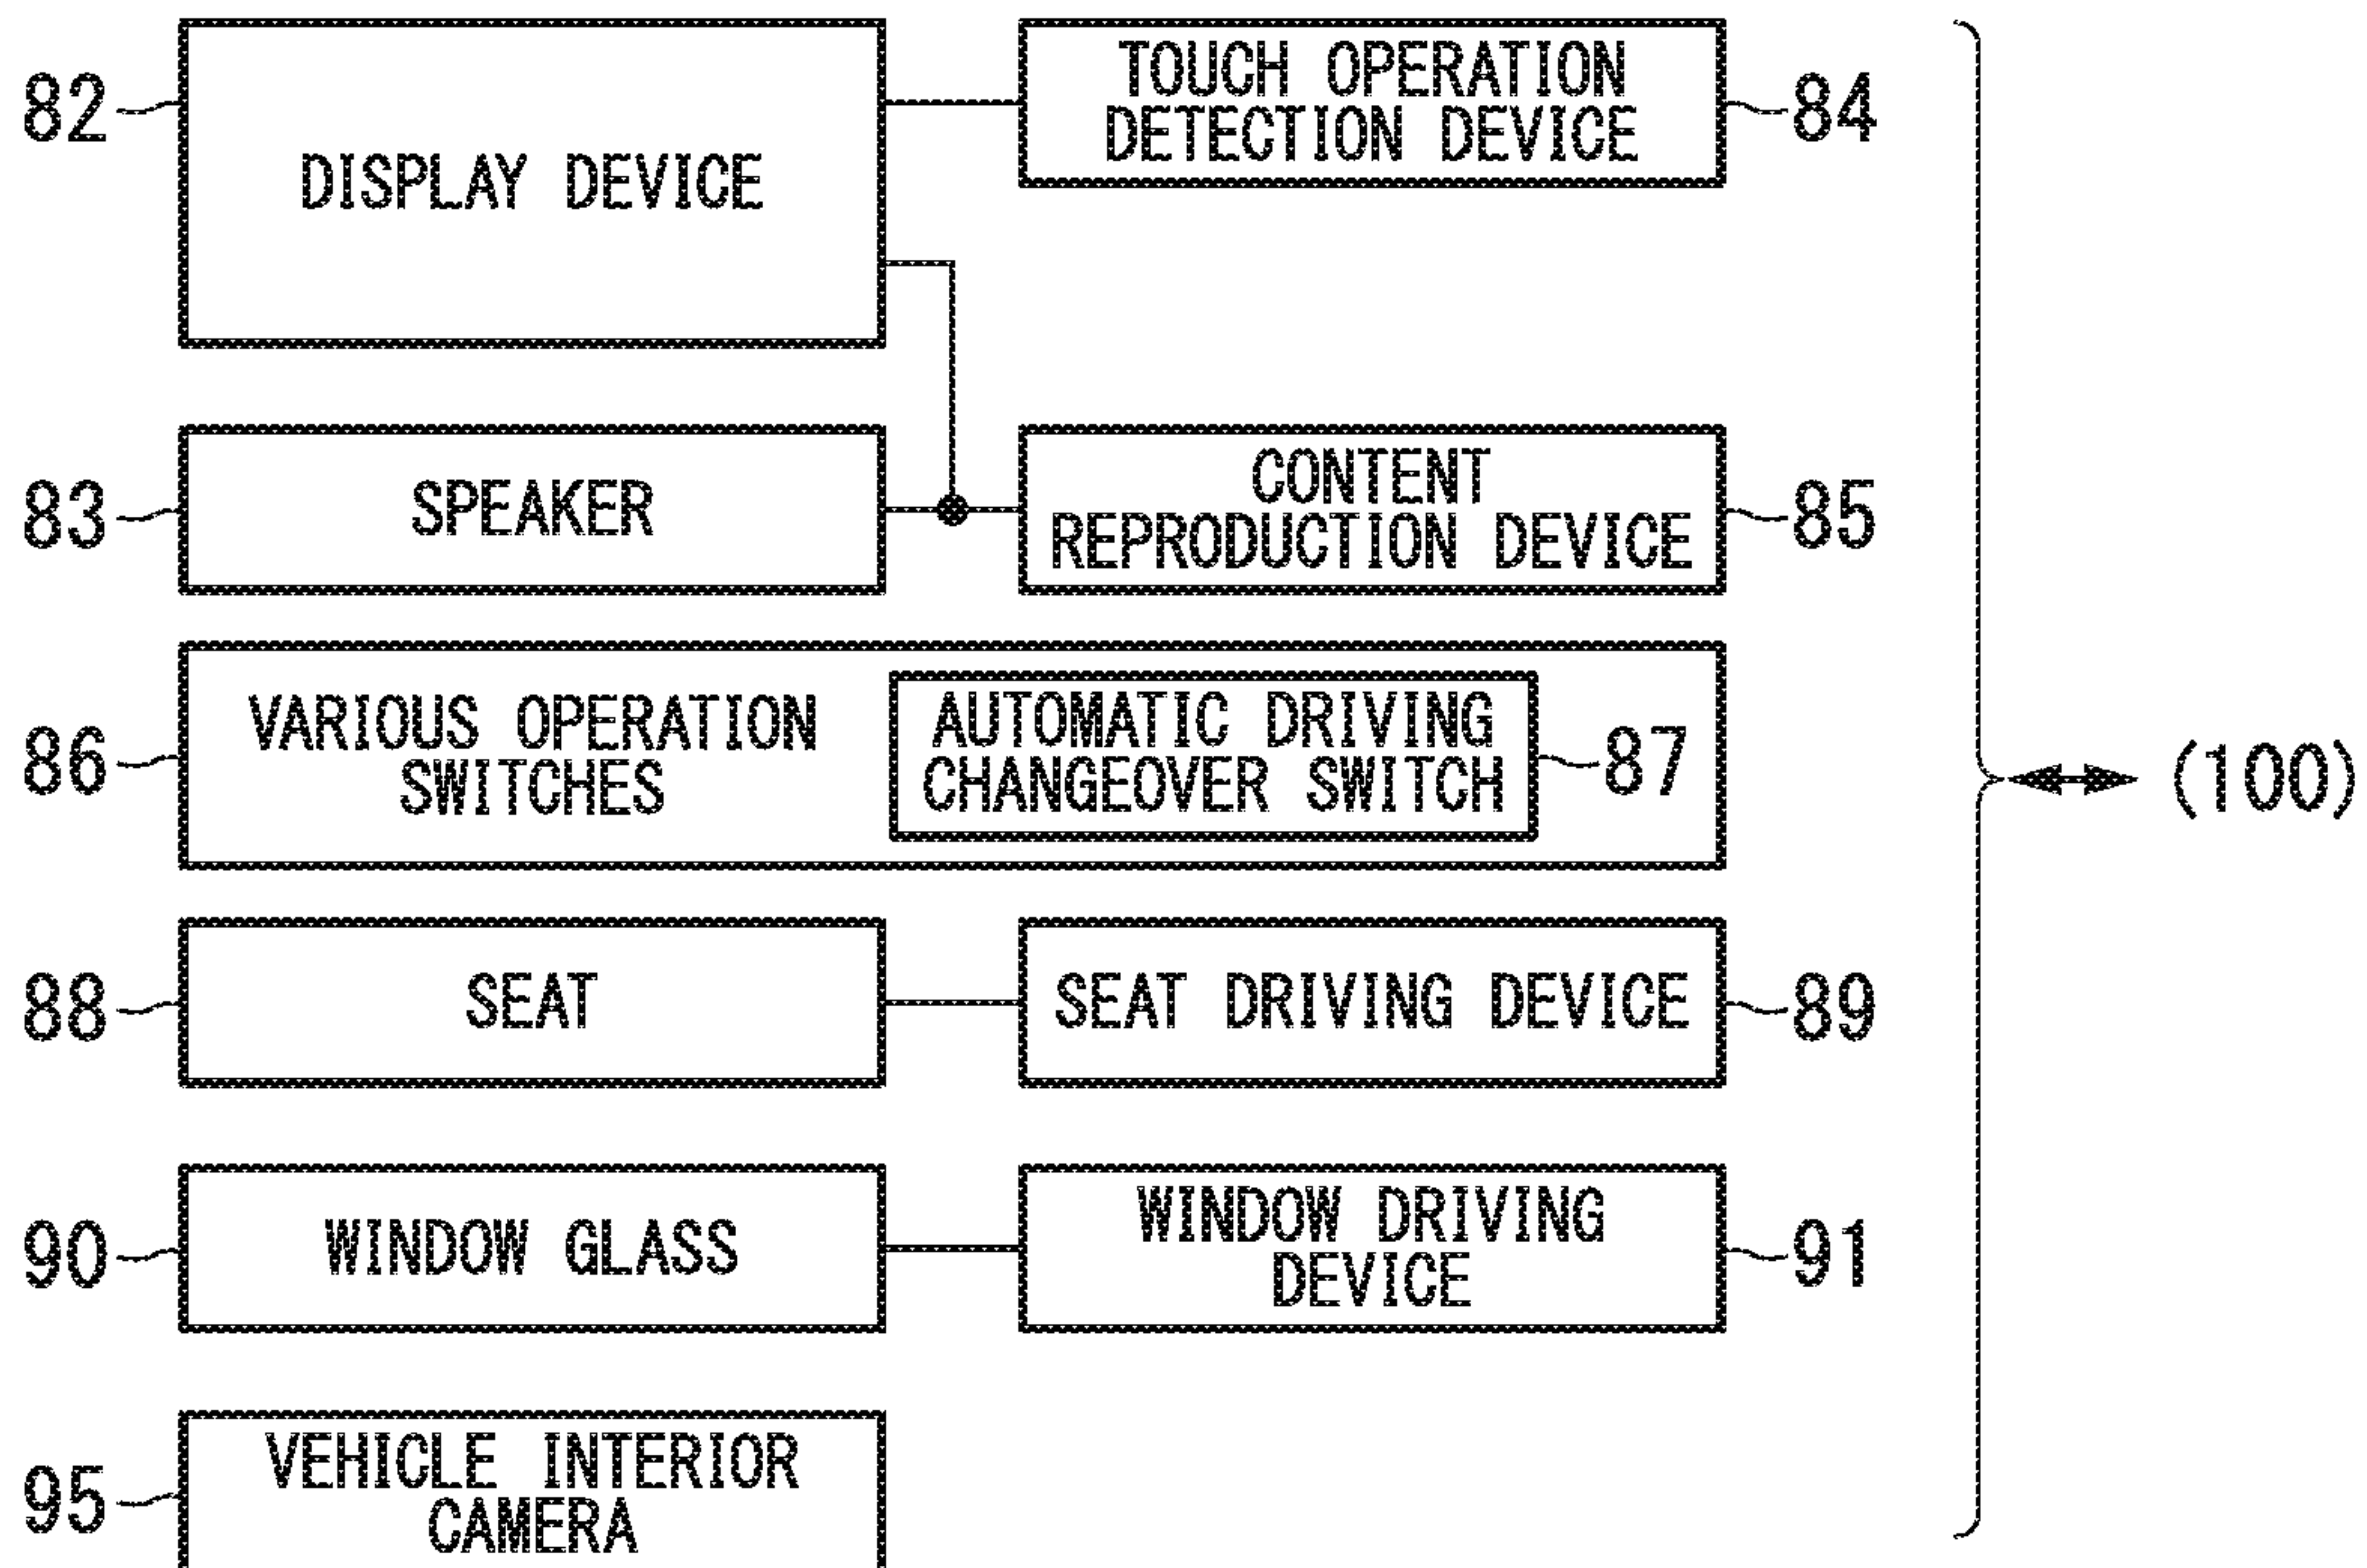 82
DISPLAY DEVICE
TOUCH OPERATION
DETECTION DEVICE
84
83
SPEAKER
CONTENT
REPRODUCTION DEVICE
85
86
VARIOUS OPERATION
SWITCHES
AUTOMATIC DRIVING
CHANGEOVER SWITCH
87
(100)
88
SEAT
SEAT DRIVING DEVICE
89
90
WINDOW GLASS
WINDOW DRIVING
DEVICE
91
95
VEHICLE INTERIOR
CAMERA